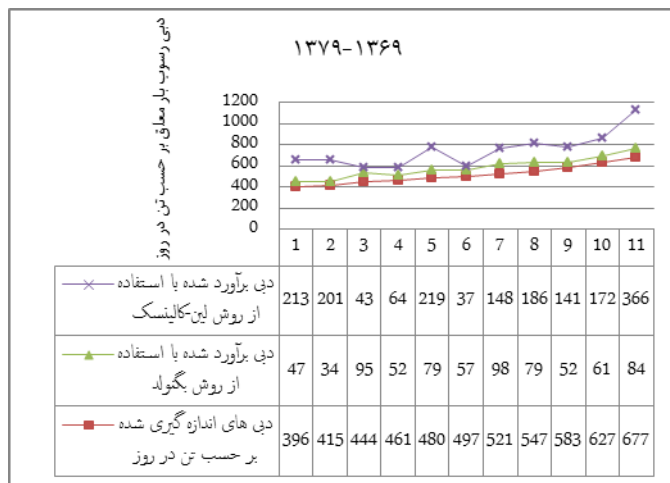 ۱۳۷۹-۱۳۶۹
دبی رسوب بار معلق بر حسب تن در روز
1200
1000
800
600
400
200
0
1 2 3 4 5 6 7 8 9 10 11
دبی برآورد شده با استفاده
از روش لین-کالینسک
213 201 43 64 219 37 148 186 141 172 366
دبی برآورد شده با استفاده
از روش بگنولد
47 34 95 52 79 57 98 79 52 61 84
دبی های اندازه گیری شده
بر حسب تن در روز
396 415 444 461 480 497 521 547 583 627 677